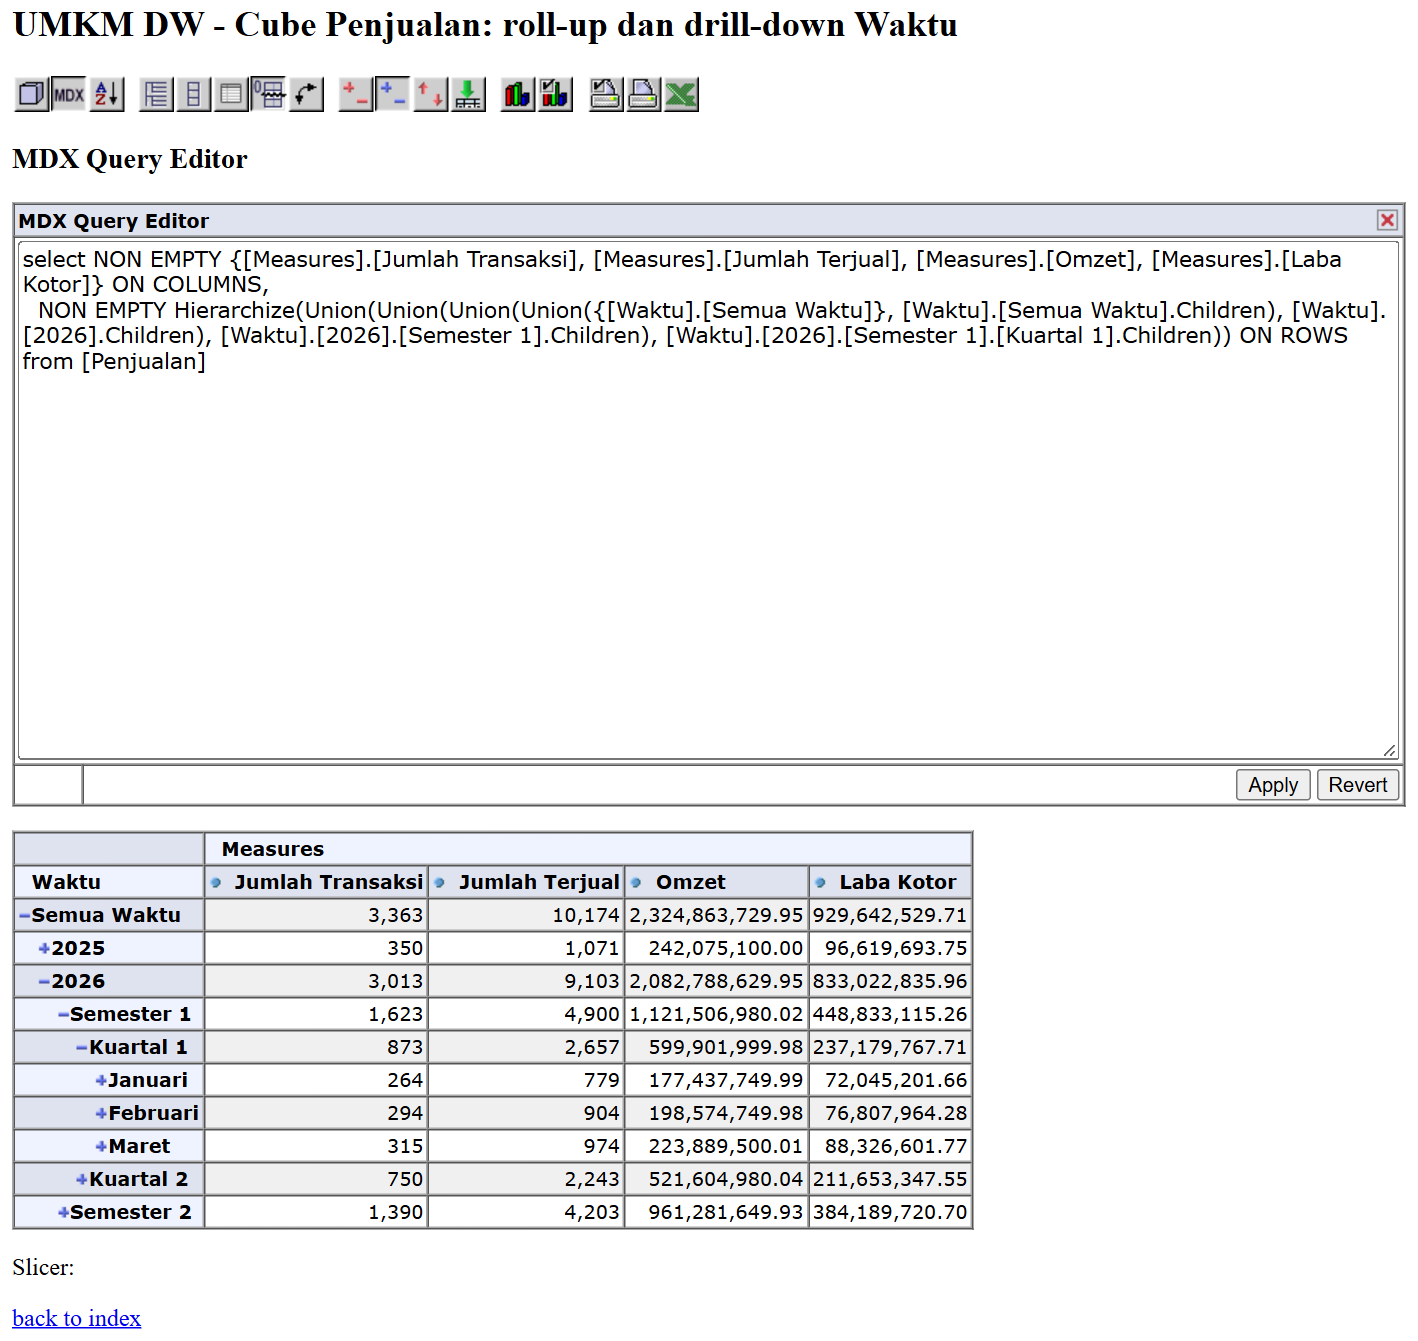 UMKM DW - Cube Penjualan: roll-up dan drill-down Waktu
MDX
MDX Query Editor
MDX Query Editor
select NON EMPTY {[Measures].[Jumlah Transaksi], [Measures].[Jumlah Terjual], [Measures].[Omzet], [Measures].[Laba
Kotor]} ON COLUMNS,
NON EMPTY Hierarchize(Union(Union(Union(Union({[Waktu].[Semua Waktu]}, [Waktu].[Semua Waktu].Children), [Waktu].
[2026].Children), [Waktu].[2026].[Semester 1].Children), [Waktu].[2026].[Semester 1].[Kuartal 1].Children)) ON ROWS
from [Penjualan]
Apply Revert
Measures
Waktu Jumlah Transaksi Jumlah Terjual Omzet Laba Kotor
Semua Waktu 3,363 10,174 2,324,863,729.95 929,642,529.71
2025 350 1,071 242,075,100.00 96,619,693.75
2026 3,013 9,103 2,082,788,629.95 833,022,835.96
Semester 1 1,623 4,900 1,121,506,980.02 448,833,115.26
Kuartal 1 873 2,657 599,901,999.98 237,179,767.71
Januari 264 779 177,437,749.99 72,045,201.66
Februari 294 904 198,574,749.98 76,807,964.28
Maret 315 974 223,889,500.01 88,326,601.77
Kuartal 2 750 2,243 521,604,980.04 211,653,347.55
Semester 2 1,390 4,203 961,281,649.93 384,189,720.70
Slicer:
back to index